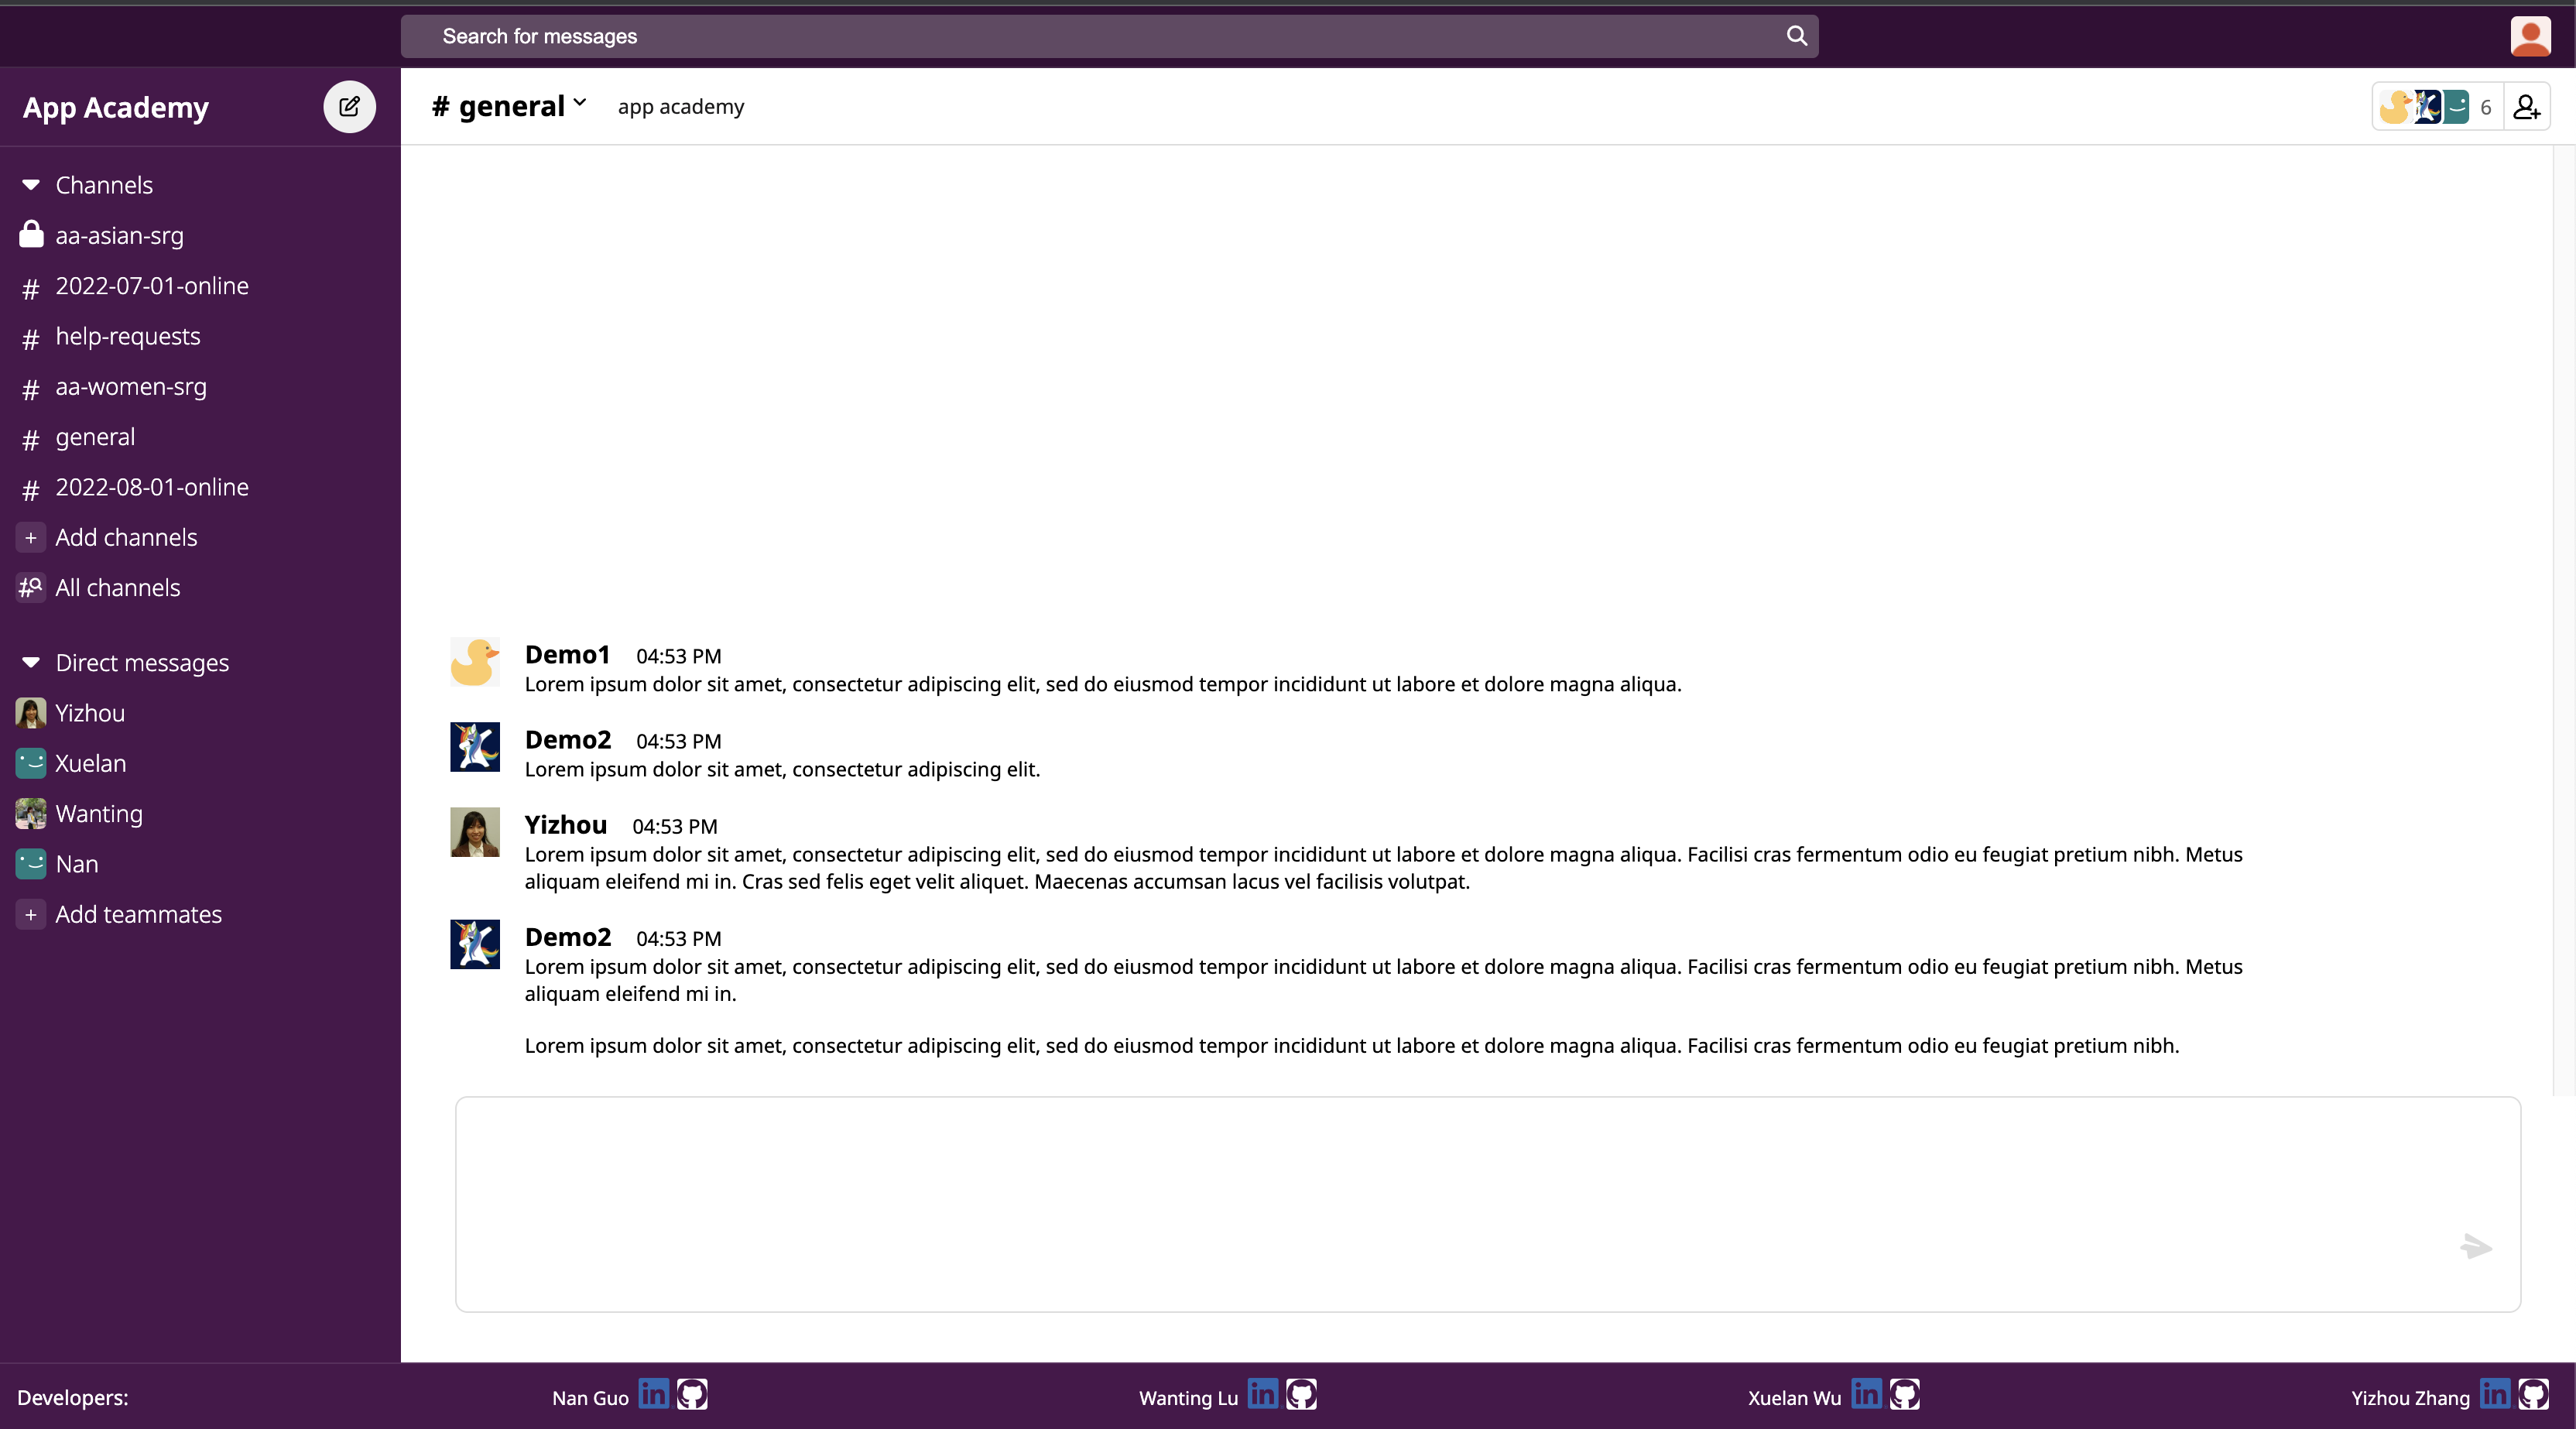 Search for messages
App Academy
# general
app academy
6
Channels
aa-asian-srg
# 2022-07-01-online
# help-requests
# aa-women-srg
# general
# 2022-08-01-online
+ Add channels
# All channels
Direct messages
Yizhou
Xuelan
Wanting
Nan
+ Add teammates
Demo1 04:53 PM
Lorem ipsum dolor sit amet, consectetur adipiscing elit, sed do eiusmod tempor incididunt ut labore et dolore magna aliqua.
Demo2 04:53 PM
Lorem ipsum dolor sit amet, consectetur adipiscing elit.
Yizhou 04:53 PM
Lorem ipsum dolor sit amet, consectetur adipiscing elit, sed do eiusmod tempor incididunt ut labore et dolore magna aliqua. Facilisi cras fermentum odio eu feugiat pretium nibh. Metus
aliquam eleifend mi in. Cras sed felis eget velit aliquet. Maecenas accumsan lacus vel facilisis volutpat.
Demo2 04:53 PM
Lorem ipsum dolor sit amet, consectetur adipiscing elit, sed do eiusmod tempor incididunt ut labore et dolore magna aliqua. Facilisi cras fermentum odio eu feugiat pretium nibh. Metus
aliquam eleifend mi in.
Lorem ipsum dolor sit amet, consectetur adipiscing elit, sed do eiusmod tempor incididunt ut labore et dolore magna aliqua. Facilisi cras fermentum odio eu feugiat pretium nibh.
Developers:
Nan Guo in
Wanting Lu in
Xuelan Wu in
Yizhou Zhang in